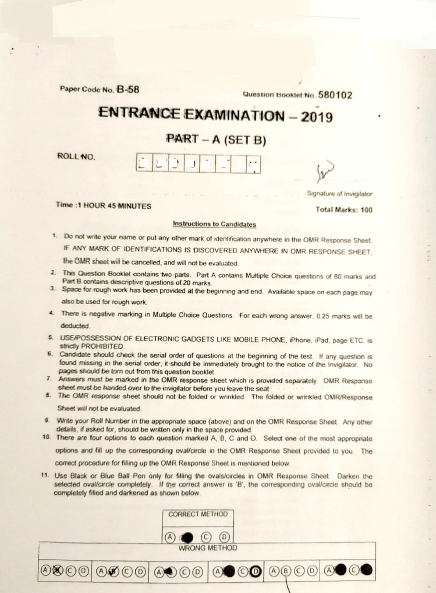 Paper Code No. B-58
Question Booklet No. 580102
ENTRANCE EXAMINATION – 2019
PART – A (SET B)
ROLL NO.
Signature of Invigilator
Time :1 HOUR 45 MINUTES
Total Marks: 100
Instructions to Candidates
1. Do not write your name or put any other mark of identification anywhere in the OMR Response Sheet.
IF ANY MARK OF IDENTIFICATIONS IS DISCOVERED ANYWHERE IN OMR RESPONSE SHEET,
the OMR sheet will be cancelled, and will not be evaluated.
2. This Question Booklet contains two parts. Part A contains Multiple Choice questions of 80 marks and
Part B contains descriptive questions of 20 marks.
3. Space for rough work has been provided at the beginning and end. Available space on each page may
also be used for rough work.
4. There is negative marking in Multiple Choice Questions. For each wrong answer, 0.25 marks will be
deducted.
5. USE/POSSESSION OF ELECTRONIC GADGETS LIKE MOBILE PHONE, iPhone, iPad, page ETC. is
strictly PROHIBITED.
6. Candidate should check the serial order of questions at the beginning of the test. If any question is
found missing in the serial order, it should be immediately brought to the notice of the Invigilator. No
pages should be torn out from this question booklet.
7. Answers must be marked in the OMR response sheet which is provided separately. OMR Response
sheet must be handed over to the invigilator before you leave the seat.
8. The OMR response sheet should not be folded or wrinkled. The folded or wrinkled OMR/Response
Sheet will not be evaluated.
9. Write your Roll Number in the appropriate space (above) and on the OMR Response Sheet. Any other
details, if asked for, should be written only in the space provided.
10. There are four options to each question marked A, B, C and D. Select one of the most appropriate
options and fill up the corresponding oval/circle in the OMR Response Sheet provided to you. The
correct procedure for filling up the OMR Response Sheet is mentioned below.
11. Use Black or Blue Ball Pen only for filling the ovals/circles in OMR Response Sheet. Darken the
selected oval/circle completely. If the correct answer is 'B', the corresponding oval/circle should be
completely filled and darkened as shown below.
CORRECT METHOD
A C D
WRONG METHOD
A B C D A B C D A C D A C D A B C D A